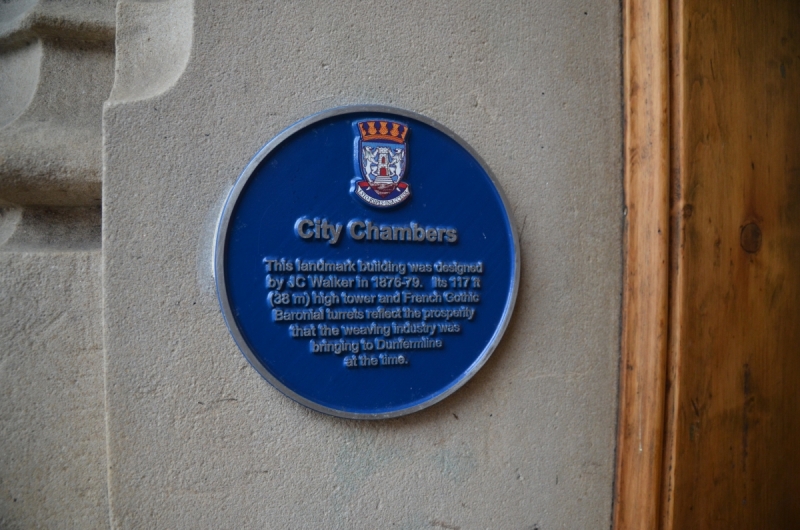 City Chambers
This landmark building was designed
by JC Walker in 1876-79. Its 117 ft
(38 m) high tower and French Gothic
Baronial turrets reflect the prosperity
that the weaving industry was
bringing to Dunfermline
at the time.